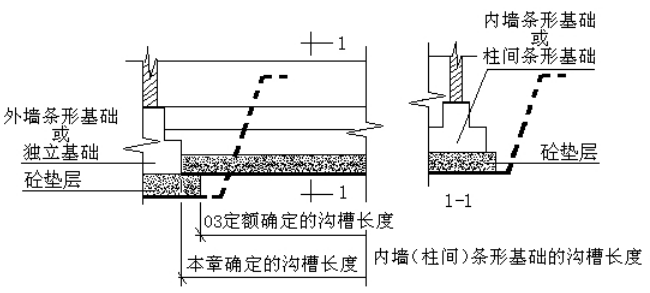 1
内墙条形基础
或
柱间条形基础
外墙条形基础
或
独立基础
砼垫层
砼垫层
1
1-1
03定额确定的沟槽长度
本章确定的沟槽长度
内墙(柱间)条形基础的沟槽长度